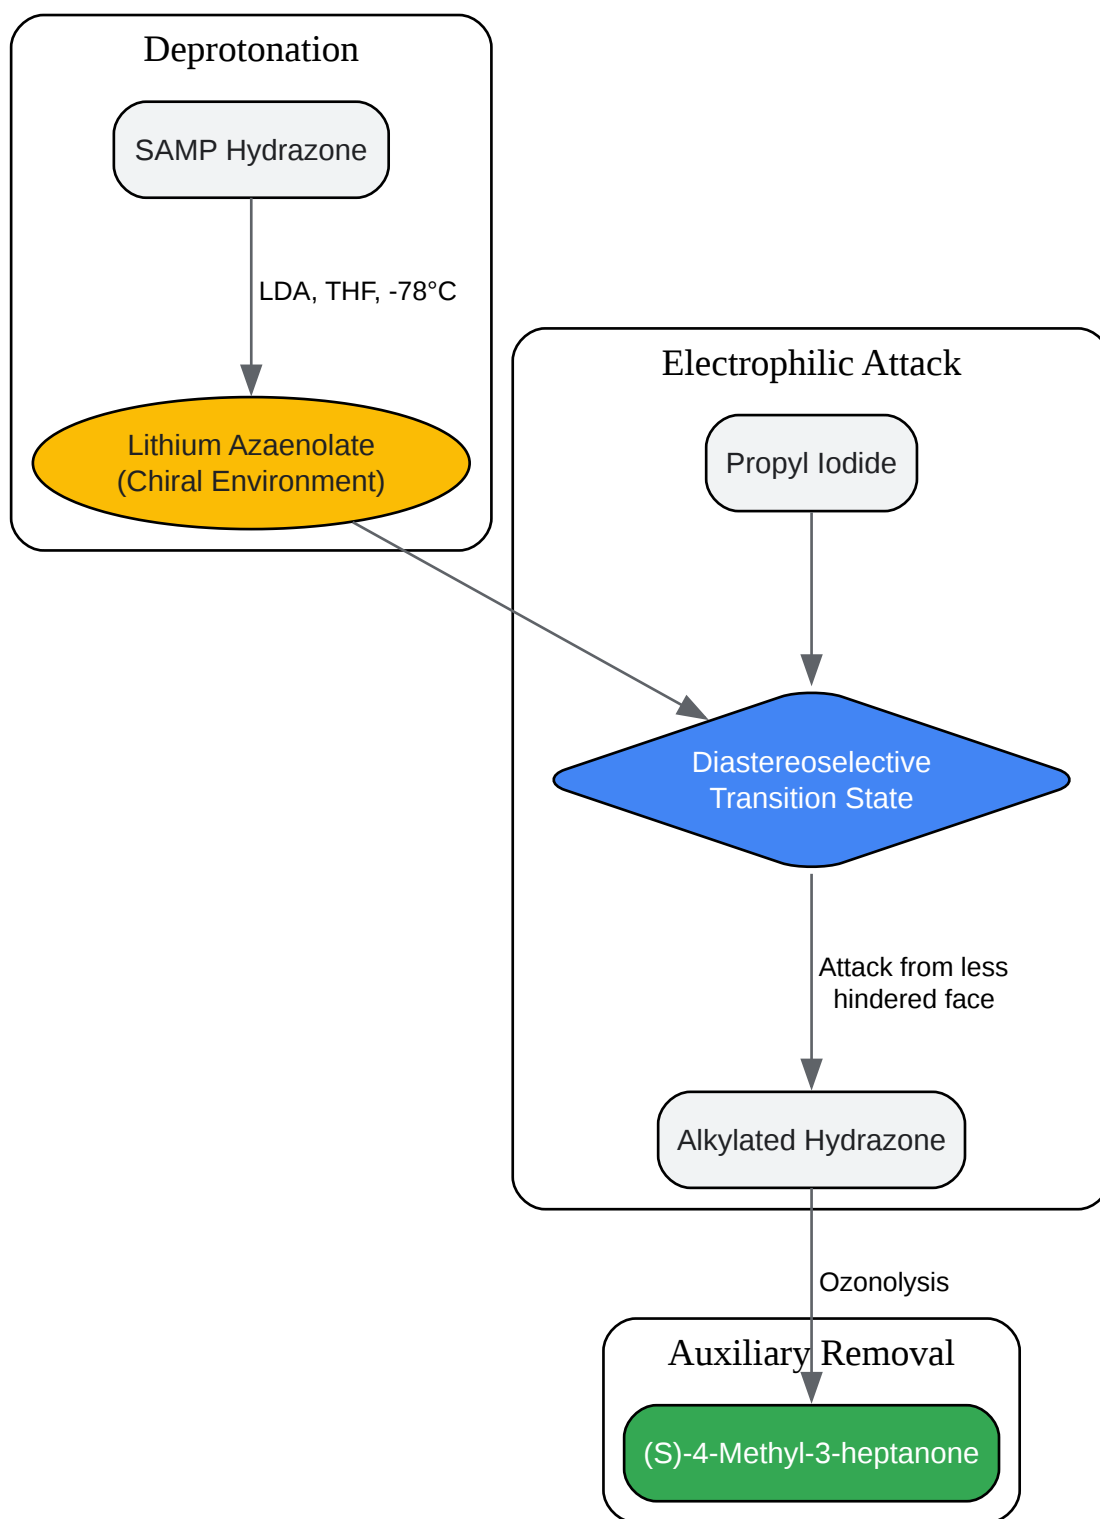 Deprotonation
SAMP Hydrazone
LDA, THF, -78°C
Lithium Azaenolate
(Chiral Environment)
Electrophilic Attack
Propyl Iodide
Diastereoselective
Transition State
Attack from less
hindered face
Alkylated Hydrazone
Ozonolysis
Auxiliary Removal
(S)-4-Methyl-3-heptanone